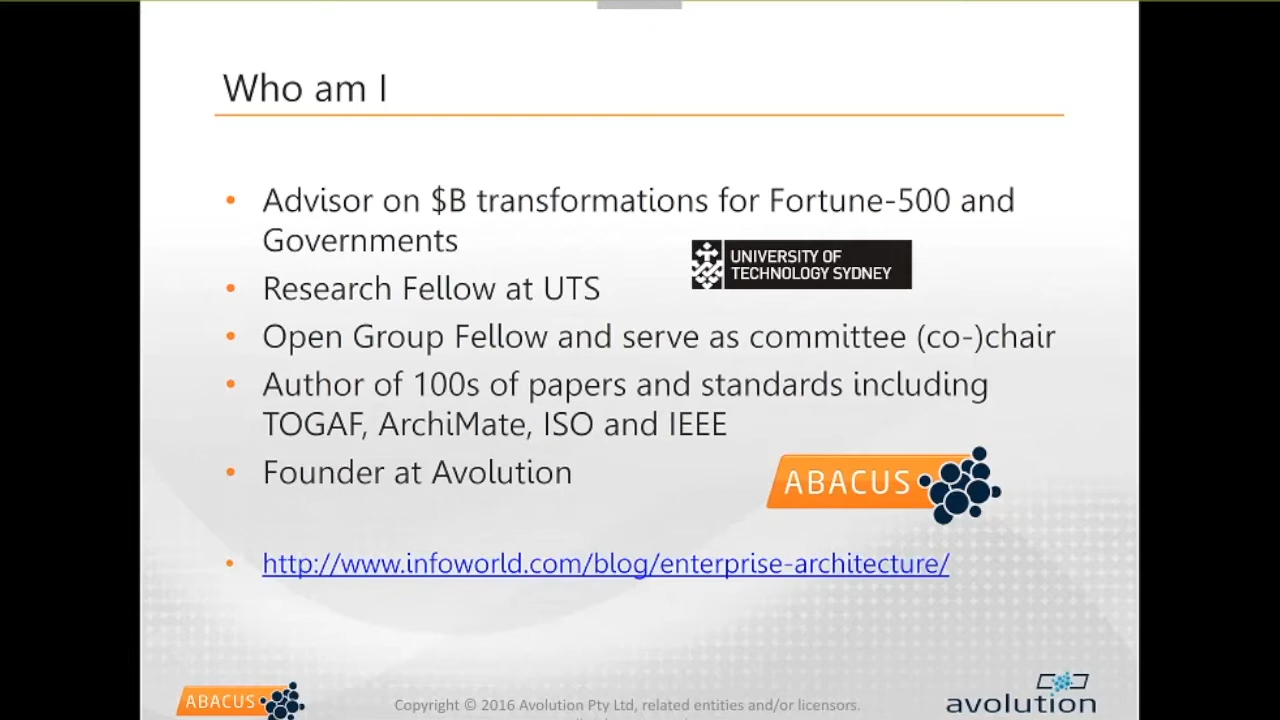 Who am I
• Advisor on $B transformations for Fortune-500 and
Governments
UNIVERSITY OF
TECHNOLOGY SYDNEY
• Research Fellow at UTS
• Open Group Fellow and serve as committee (co-)chair
• Author of 100s of papers and standards including
TOGAF, ArchiMate, ISO and IEEE
• Founder at Avolution
ABACUS
• http://www.infoworld.com/blog/enterprise-architecture/
ABACUS
Copyright © 2016 Avolution Pty Ltd, related entities and/or licensors.
avolution